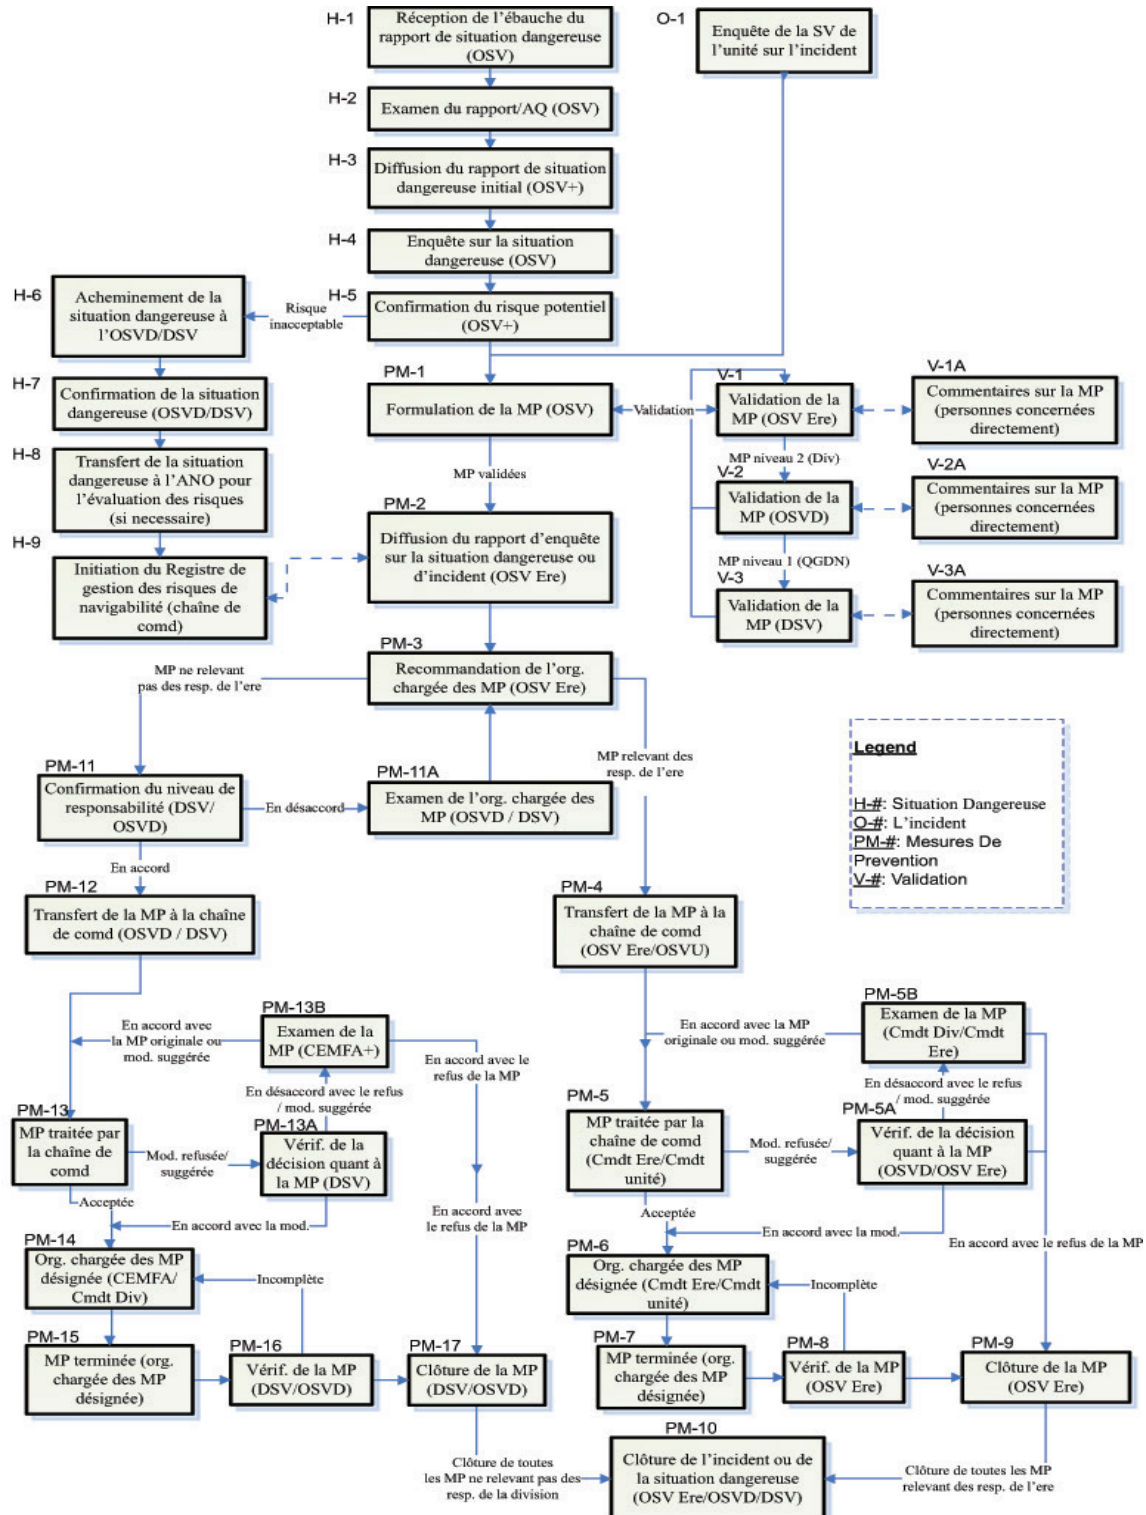 H-1
Réception de l'ébauche du
rapport de situation dangereuse
(OSV)
O-1
Enquête de la SV de
l'unité sur l'incident
H-2
Examen du rapport/AQ (OSV)
H-3
Diffusion du rapport de situation
dangereuse initial (OSV+)
H-4
Enquête sur la situation
dangereuse (OSV)
H-5
Confirmation du risque potentiel
(OSV+)
Risque
inacceptable
H-6
Acheminement de la
situation dangereuse à
l'OSVD/DSV
H-7
Confirmation de la situation
dangereuse (OSVD/DSV)
H-8
Transfert de la situation
dangereuse à l'ANO pour
l'évaluation des risques
(si necessaire)
H-9
Initiation du Registre de
gestion des risques de
navigabilité (chaîne de
comd)
PM-1
Formulation de la MP (OSV)
Validation
V-1
Validation de la
MP (OSV Ere)
V-1A
Commentaires sur la MP
(personnes concernées
directement)
MP niveau 2 (Div)
V-2
Validation de la
MP (OSVD)
V-2A
Commentaires sur la MP
(personnes concernées
directement)
MP niveau 1 (QGDN)
V-3
Validation de la
MP (DSV)
V-3A
Commentaires sur la MP
(personnes concernées
directement)
MP validées
PM-2
Diffusion du rapport d'enquête
sur la situation dangereuse ou
d'incident (OSV Ere)
PM-3
Recommandation de l'org.
chargée des MP (OSV Ere)
MP ne relevant
pas des resp. de l'ere
MP relevant des
resp. de l'ere
PM-11
Confirmation du niveau de
responsabilité (DSV/
OSVD)
En désaccord
PM-11A
Examen de l'org. chargée des
MP (OSVD / DSV)
Legend
H-#: Situation Dangereuse
O-#: L'incident
PM-#: Mesures De
Prevention
V-#: Validation
En accord
PM-12
Transfert de la MP à la chaîne
de comd (OSVD / DSV)
PM-4
Transfert de la MP à la
chaîne de comd
(OSV Ere/OSVU)
PM-13B
Examen de la
MP (CEMFA+)
En accord avec
la MP originale ou
mod. suggérée
En accord avec le
refus de la MP
En désaccord avec le refus
/ mod. suggérée
PM-13
MP traitée par
la chaîne de
comd
Mod. refusée/
suggérée
PM-13A
Vérif. de la
décision quant à
la MP (DSV)
Acceptée
En accord avec la mod.
En accord avec
le refus de la MP
PM-14
Org. chargée des MP
désignée (CEMFA/
Cmdt Div)
Incomplète
PM-15
MP terminée (org.
chargée des MP
désignée)
PM-16
Vérif. de la MP
(DSV/OSVD)
PM-17
Clôture de la MP
(DSV/OSVD)
PM-5B
Examen de la MP
(Cmdt Div/Cmdt
Ere)
En accord avec la MP
originale ou mod. suggérée
En désaccord avec le refus
/ mod. suggérée
PM-5
MP traitée par la
chaîne de comd
(Cmdt Ere/Cmdt
unité)
Mod. refusée/
suggérée
PM-5A
Vérif. de la décision
quant à la MP
(OSVD/OSV Ere)
Acceptée
En accord avec la mod.
En accord avec le refus de la MP
PM-6
Org. chargée des MP
désignée (Cmdt Ere/Cmdt
unité)
Incomplète
PM-7
MP terminée (org.
chargée des MP
désignée)
PM-8
Vérif. de la MP
(OSV Ere)
PM-9
Clôture de la MP
(OSV Ere)
PM-10
Clôture de l'incident ou de
la situation dangereuse
(OSV Ere/OSVD/DSV)
Clôture de toutes
les MP ne relevant pas des
resp. de la division
Clôture de toutes les MP
relevant des resp. de l'ere